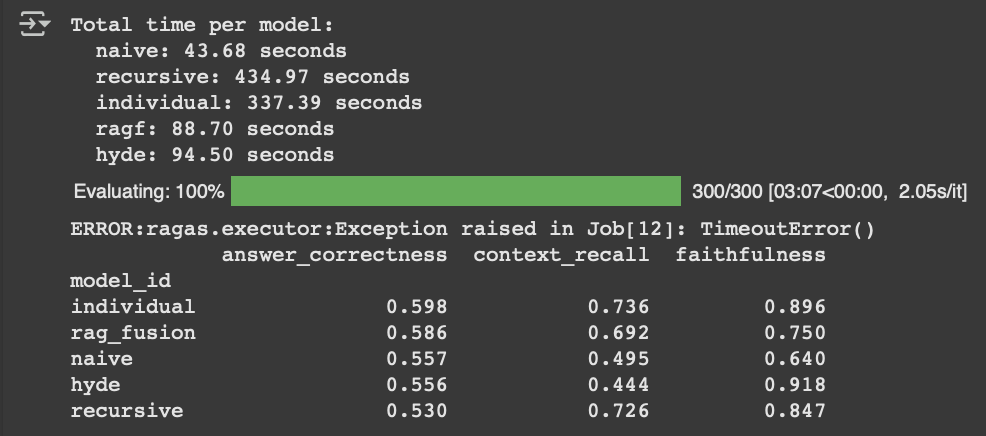 Total time per model:
naive: 43.68 seconds
recursive: 434.97 seconds
individual: 337.39 seconds
ragf: 88.70 seconds
hyde: 94.50 seconds
Evaluating: 100% 300/300 [03:07<00:00, 2.05s/it]
ERROR:ragas.executor:Exception raised in Job[12]: TimeoutError()
answer_correctness context_recall faithfulness
model_id
individual 0.598 0.736 0.896
rag_fusion 0.586 0.692 0.750
naive 0.557 0.495 0.640
hyde 0.556 0.444 0.918
recursive 0.530 0.726 0.847